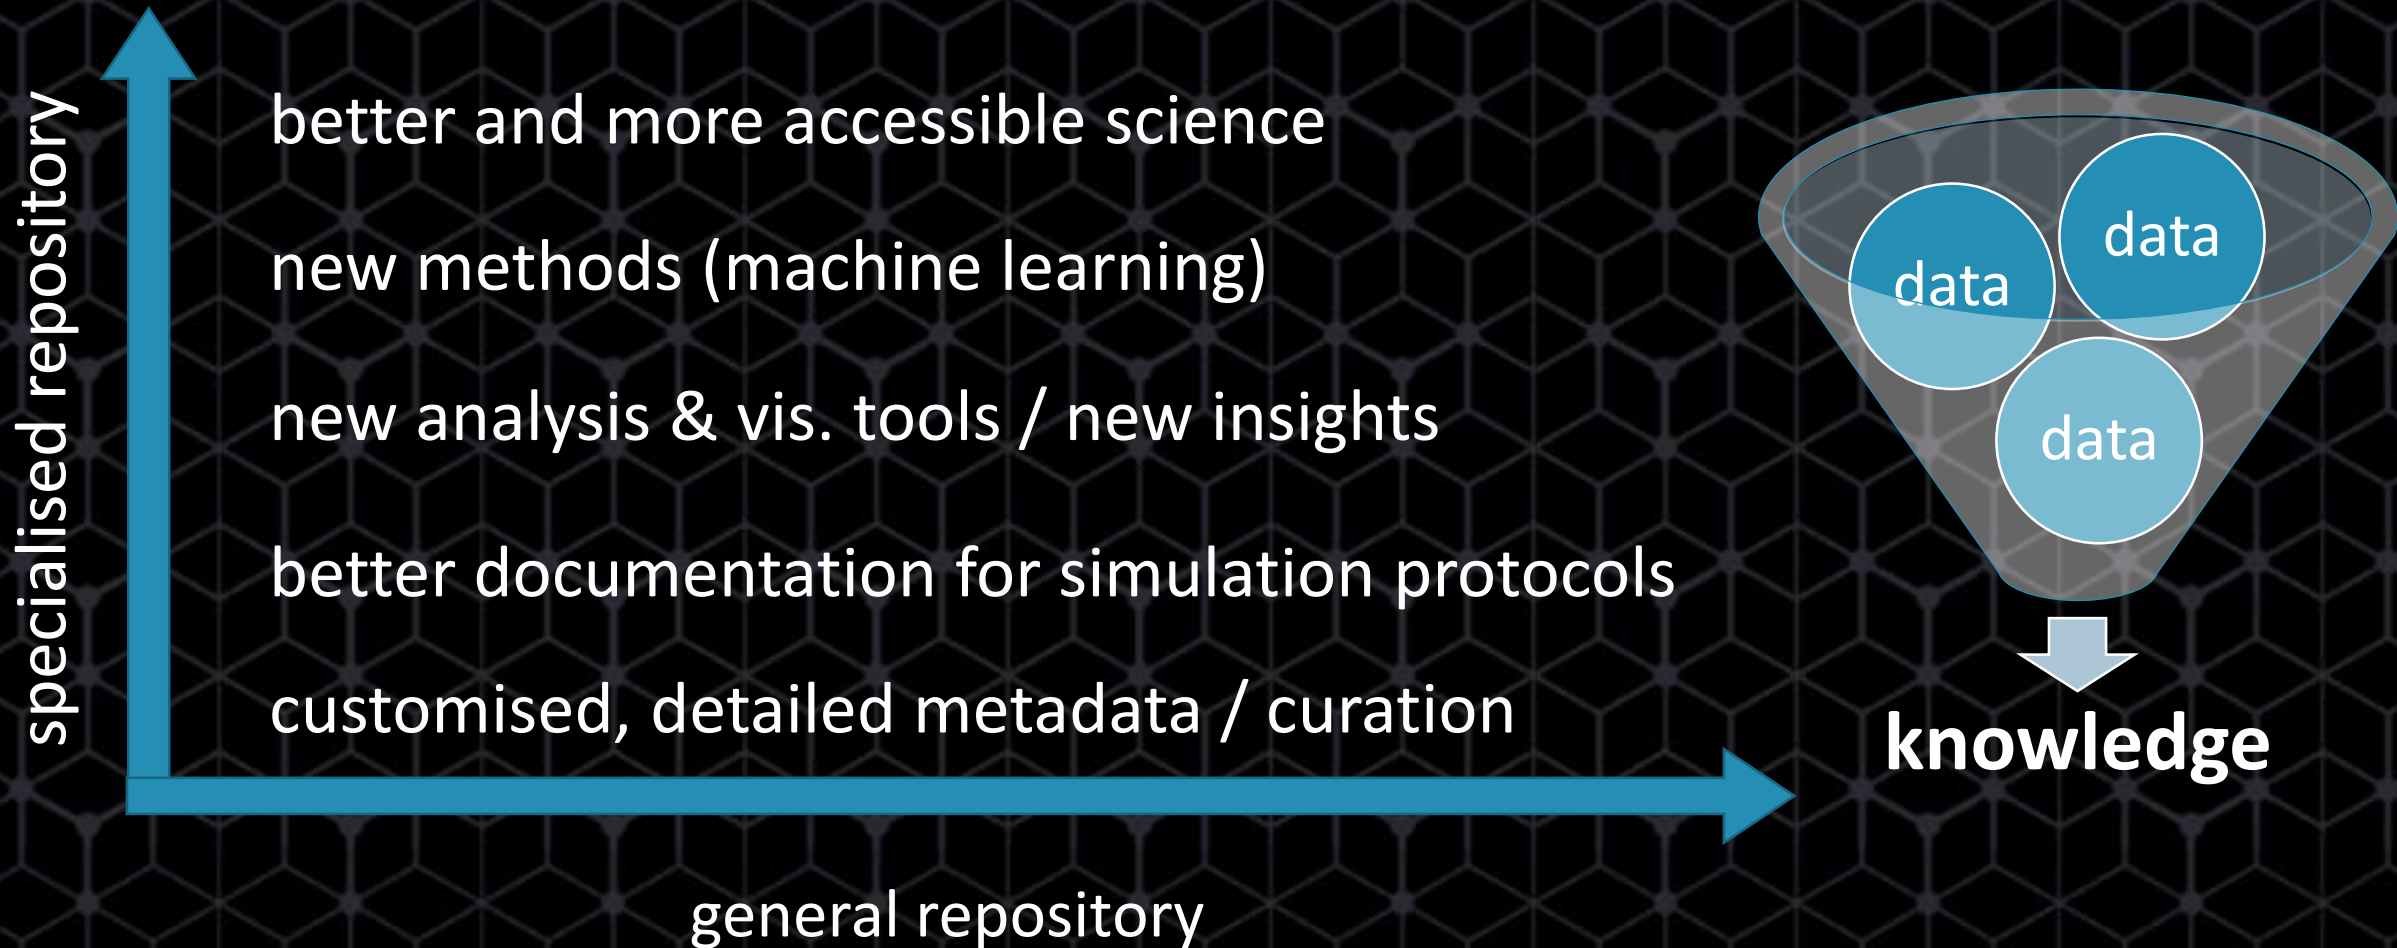 specialised repository
better and more accessible science
new methods (machine learning)
new analysis & vis. tools / new insights
better documentation for simulation protocols
customised, detailed metadata / curation
general repository
data
data
data
knowledge